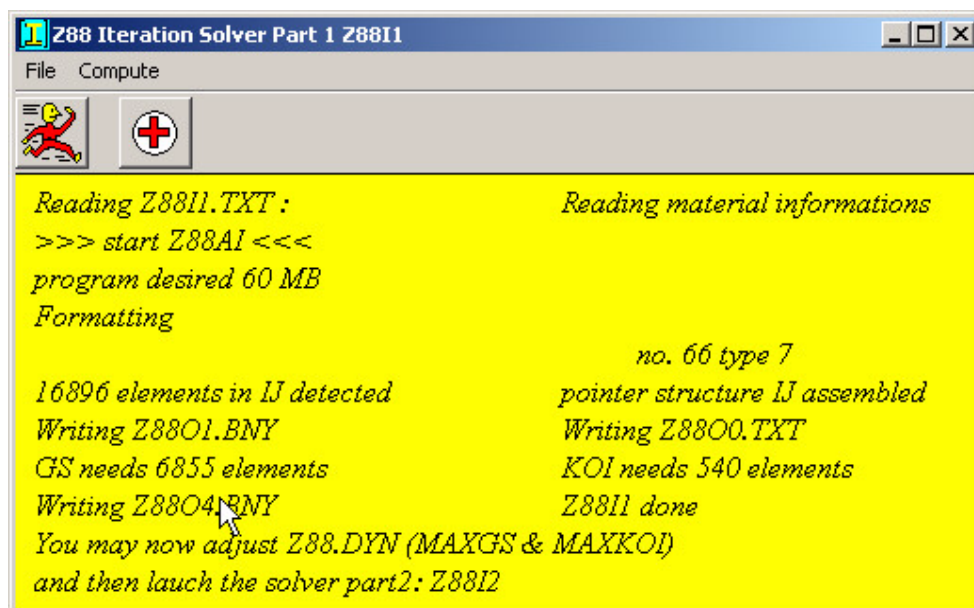 Z88 Iteration Solver Part 1 Z88I1
File Compute
Reading Z88I1.TXT : Reading material informations
>>> start Z88AI <<<
program desired 60 MB
Formatting
no. 66 type 7
16896 elements in IJ detected pointer structure IJ assembled
Writing Z88O1.BNY Writing Z88O0.TXT
GS needs 6855 elements KOI needs 540 elements
Writing Z88O4.BNY Z88I1 done
You may now adjust Z88.DYN (MAXGS & MAXKOI)
and then lauch the solver part2: Z88I2